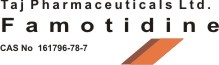 Taj Pharmaceuticals Ltd.
Famotidine
CAS No 161796-78-7